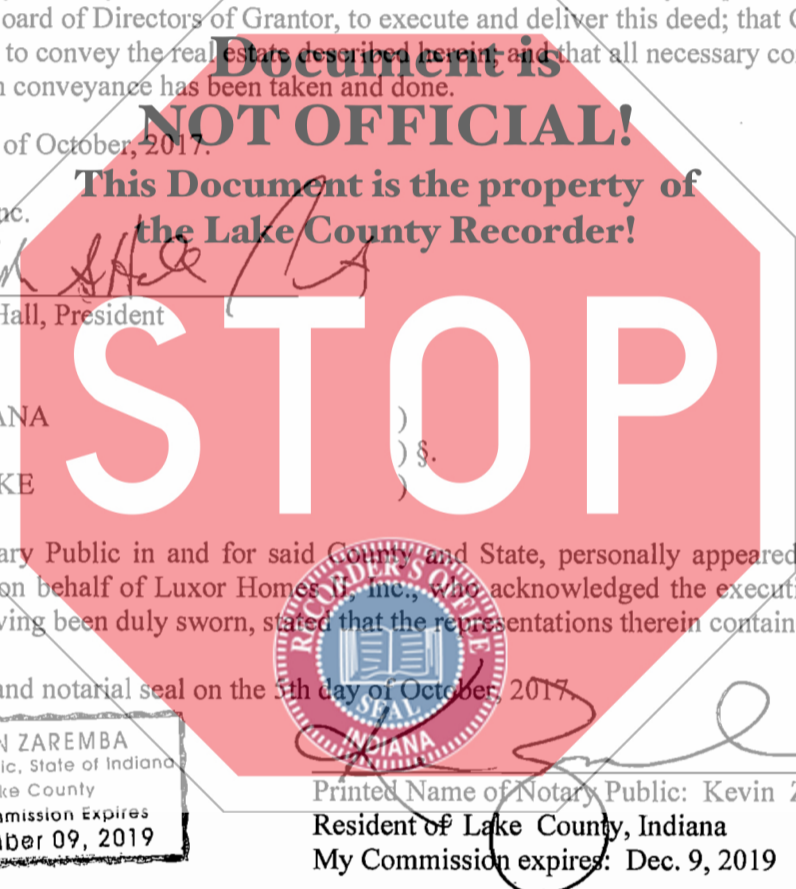 oard of Directors of Grantor, to execute and deliver this deed; that
to convey the real estate described herein; and that all necessary co
Document is
n conveyance has been taken and done.
NOT OFFICIAL!
of October, 2017.
This Document is the property of
the Lake County Recorder!
nc.
Hall, President
STOP
ANA )
) §.
KE )
ary Public in and for said County and State, personally appeared
on behalf of Luxor Homes II, Inc., who acknowledged the executi
ving been duly sworn, stated that the representations therein contain
RECORDER'S OFFICE
SEAL
INDIANA
and notarial seal on the 5th day of October, 2017.
N ZAREMBA
ic, State of Indiana
ke County
mmission Expires
ber 09, 2019
Printed Name of Notary Public: Kevin Z
Resident of Lake County, Indiana
My Commission expires: Dec. 9, 2019